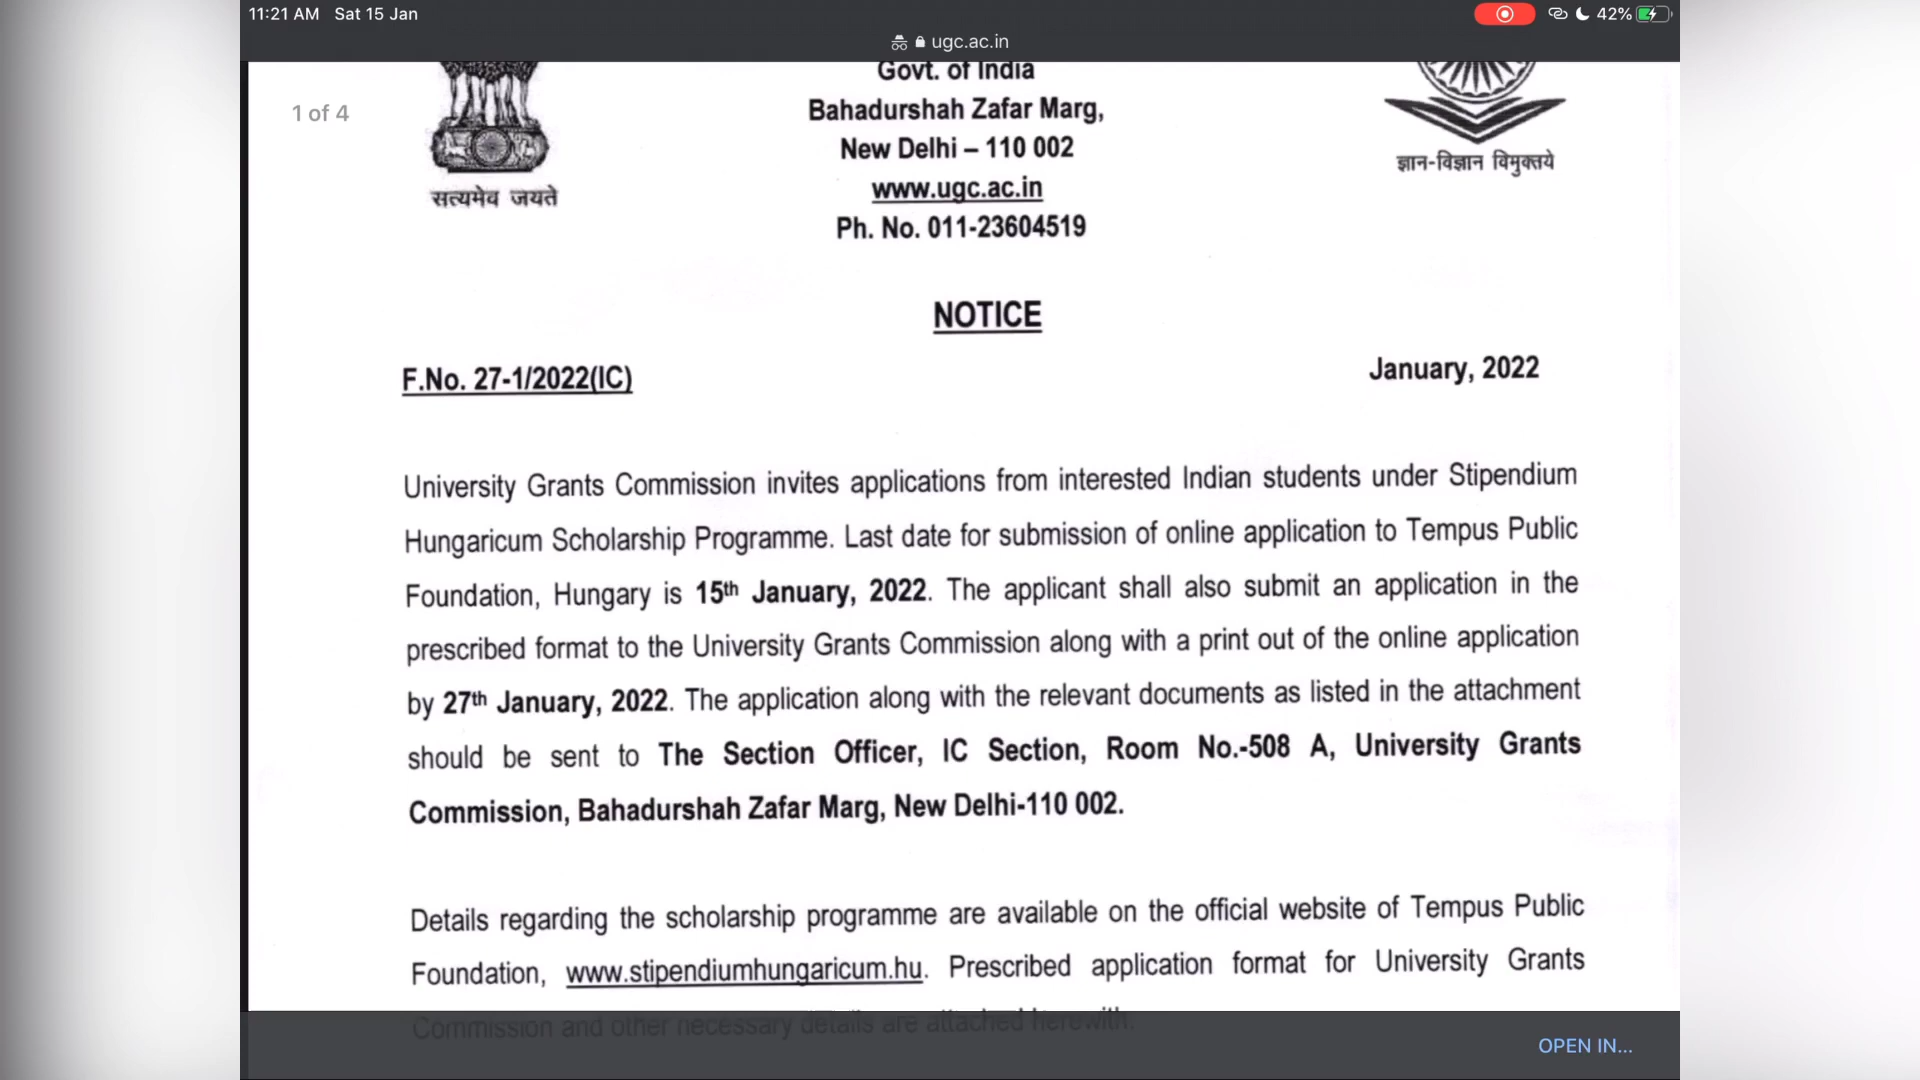 11:21 AM Sat 15 Jan
42%
ugc.ac.in
1 of 4
Govt. of India
Bahadurshah Zafar Marg,
New Delhi – 110 002
www.ugc.ac.in
Ph. No. 011-23604519
सत्यमेव जयते
ज्ञान-विज्ञान विमुक्तये
NOTICE
F.No. 27-1/2022(IC)
January, 2022
University Grants Commission invites applications from interested Indian students under Stipendium
Hungaricum Scholarship Programme. Last date for submission of online application to Tempus Public
Foundation, Hungary is 15th January, 2022. The applicant shall also submit an application in the
prescribed format to the University Grants Commission along with a print out of the online application
by 27th January, 2022. The application along with the relevant documents as listed in the attachment
should be sent to The Section Officer, IC Section, Room No.-508 A, University Grants
Commission, Bahadurshah Zafar Marg, New Delhi-110 002.
Details regarding the scholarship programme are available on the official website of Tempus Public
Foundation, www.stipendiumhungaricum.hu. Prescribed application format for University Grants
Commission and other necessary details are attached herewith.
OPEN IN...